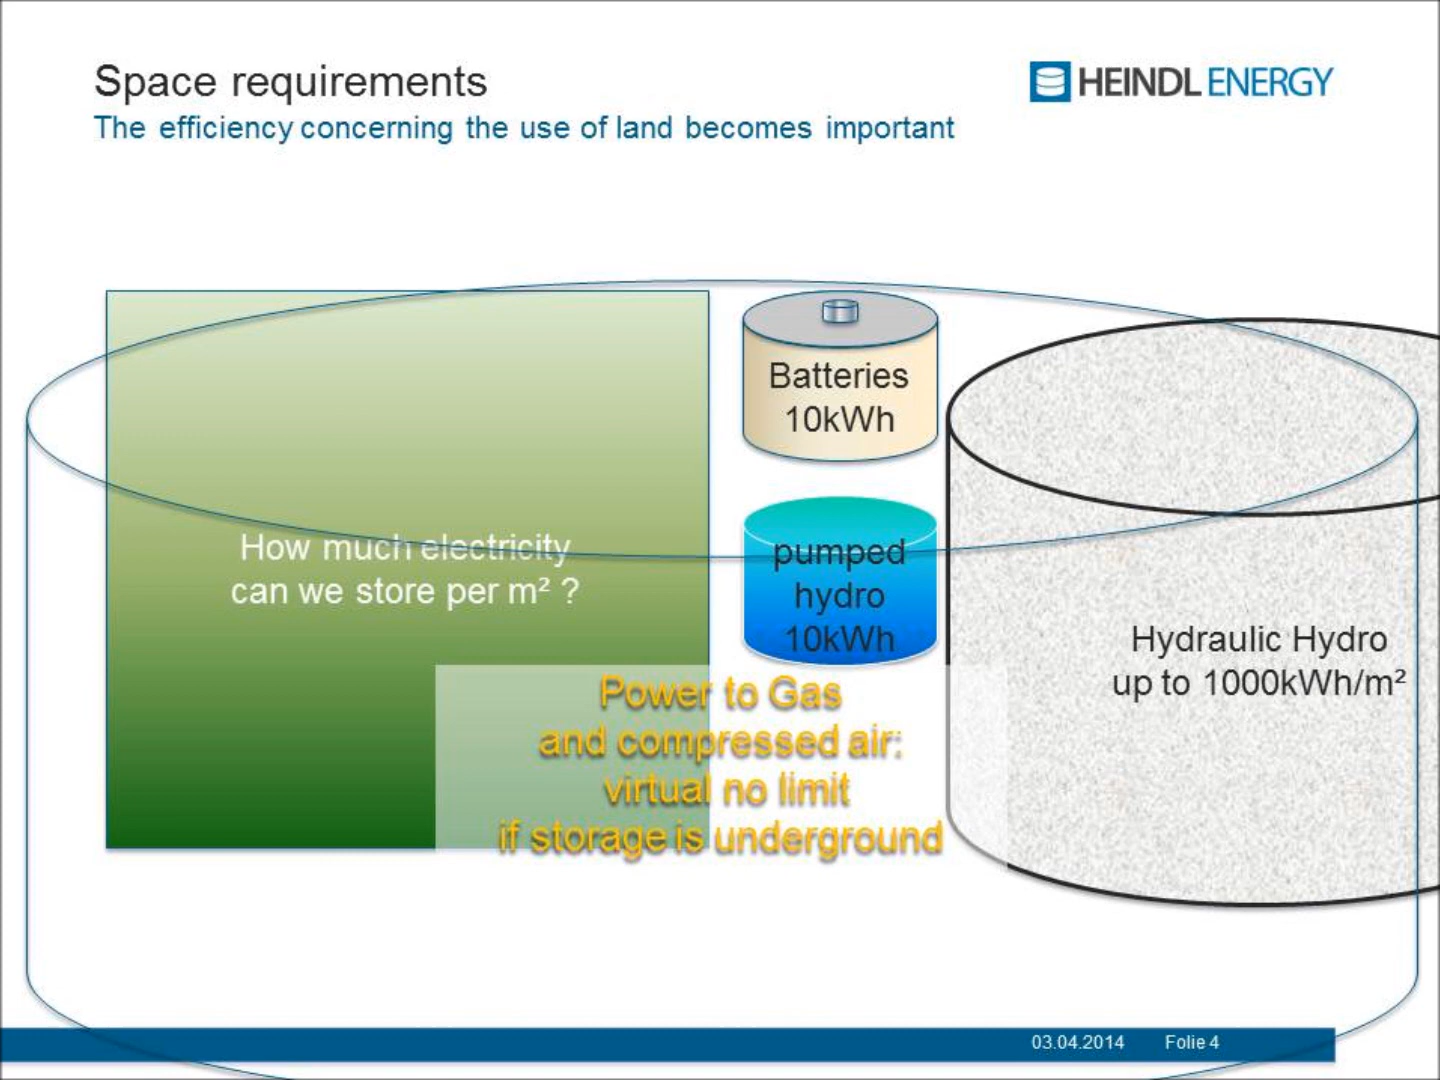 Space requirements
The efficiency concerning the use of land becomes important
HEINDL ENERGY
How much electricity
can we store per m² ?
Batteries
10kWh
pumped
hydro
10kWh
Hydraulic Hydro
up to 1000kWh/m²
Power to Gas
and compressed air:
virtual no limit
if storage is underground
03.04.2014 Folie 4